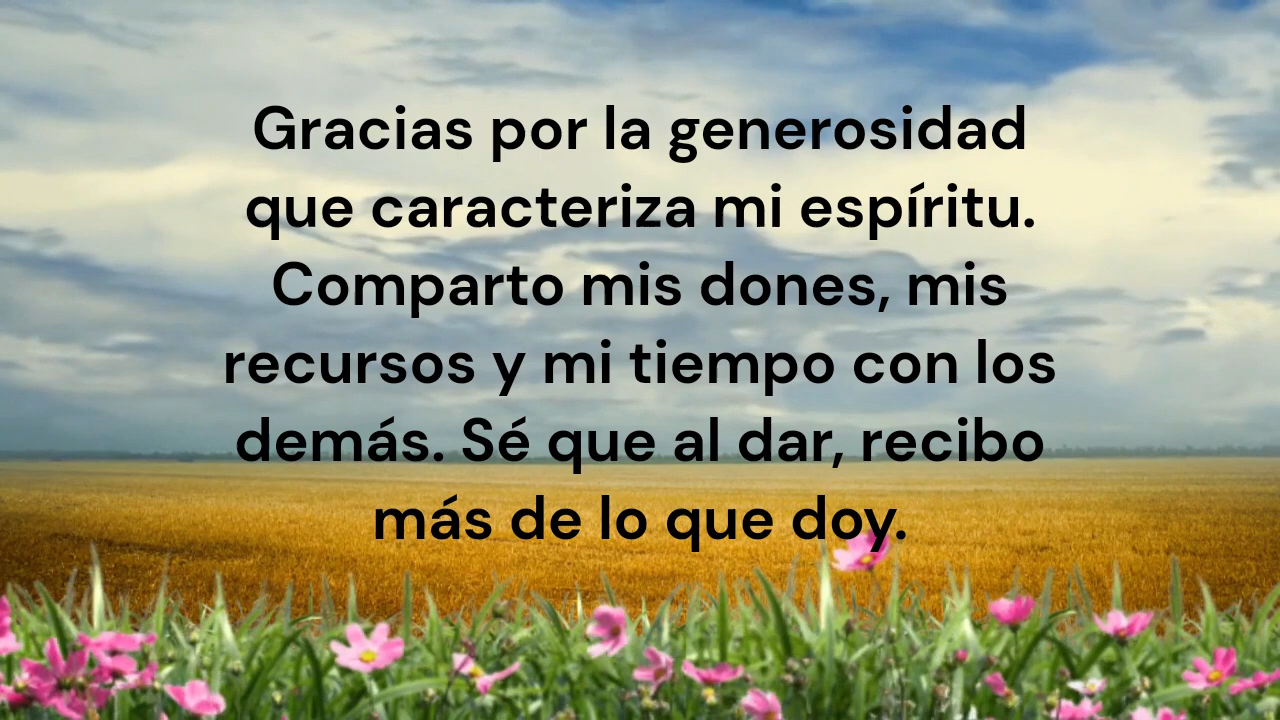 Gracias por la generosidad
que caracteriza mi espíritu.
Comparto mis dones, mis
recursos y mi tiempo con los
demás. Sé que al dar, recibo
más de lo que doy.